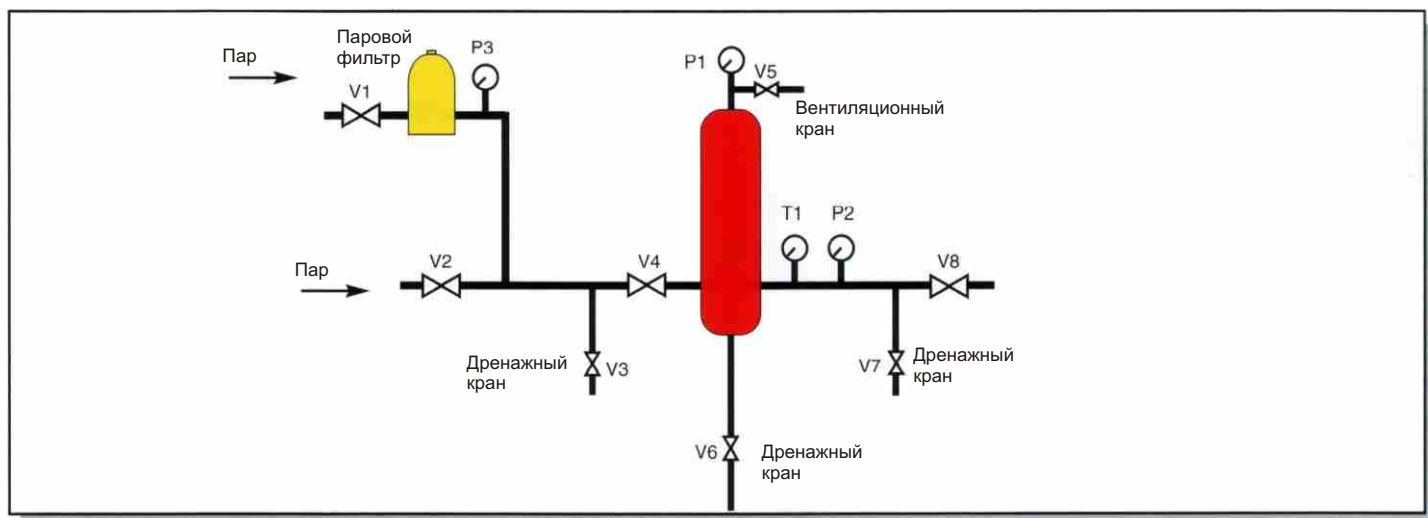 Паровой
фильтр
P3
Пар
V1
P1
V5
Вентиляционный
кран
T1
P2
V2
V4
V8
Пар
Дренажный
кран
V3
V7
Дренажный
кран
V6
Дренажный
кран